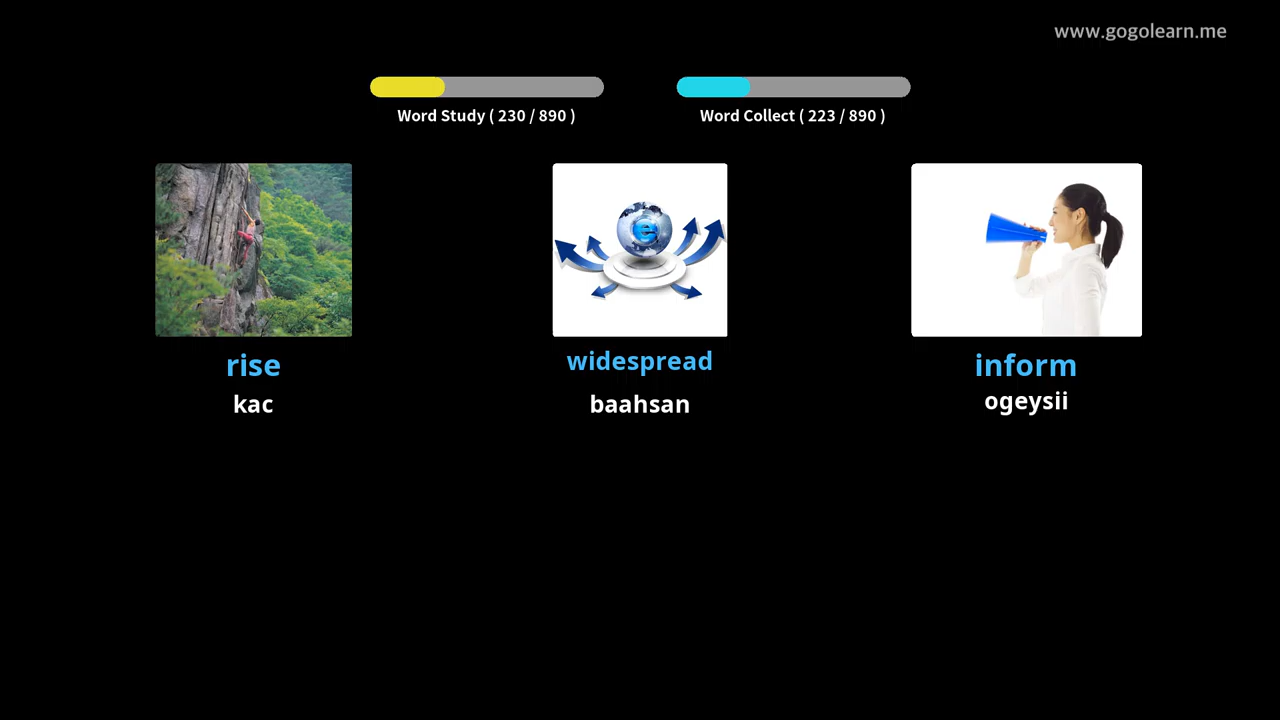 www.gogolearn.me
Word Study ( 230 / 890 )
Word Collect ( 223 / 890 )
e
rise
widespread
inform
kac
baahsan
ogeysii